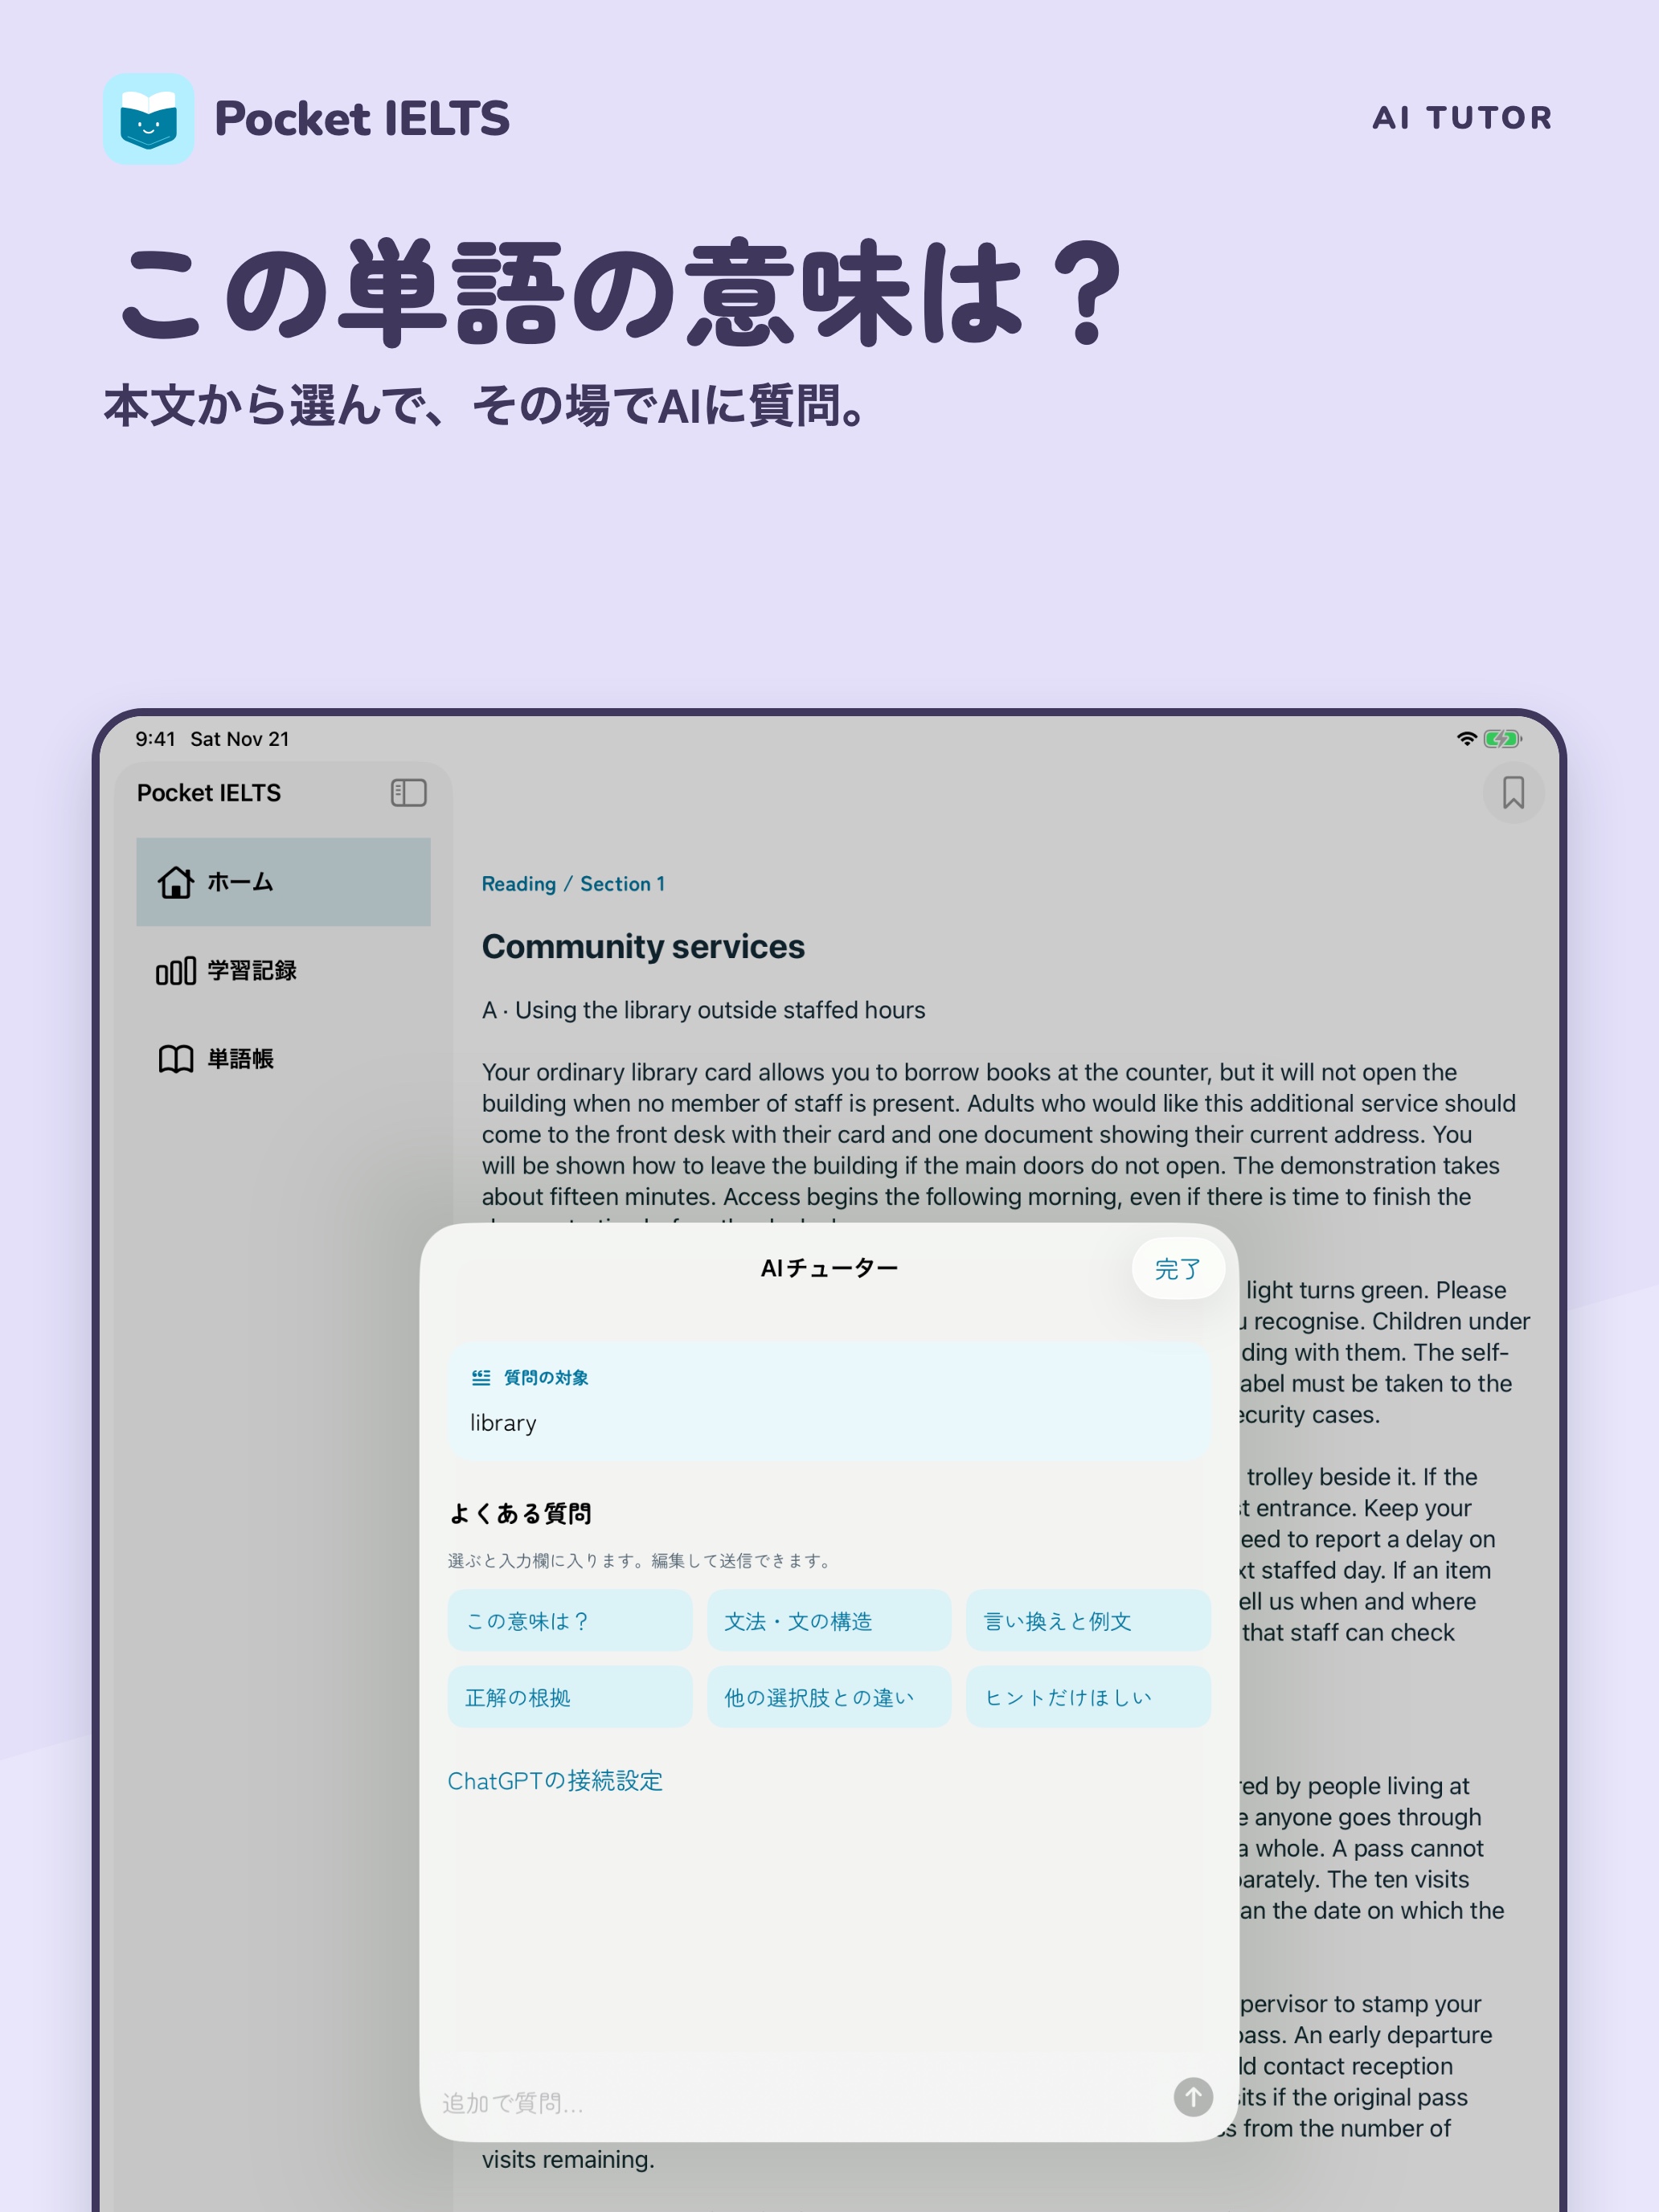 Pocket IELTS
AI TUTOR
この単語の意味は？
本文から選んで、その場でAIに質問。
9:41 Sat Nov 21
Pocket IELTS
ホーム
学習記録
単語帳
Reading / Section 1
Community services
A · Using the library outside staffed hours
Your ordinary library card allows you to borrow books at the counter, but it will not open the
building when no member of staff is present. Adults who would like this additional service should
come to the front desk with their card and one document showing their current address. You
will be shown how to leave the building if the main doors do not open. The demonstration takes
about fifteen minutes. Access begins the following morning, even if there is time to finish the
AIチューター
完了
質問の対象
library
よくある質問
選ぶと入力欄に入ります。編集して送信できます。
この意味は？
文法・文の構造
言い換えと例文
正解の根拠
他の選択肢との違い
ヒントだけほしい
ChatGPTの接続設定
追加で質問...
light turns green. Please
recognise. Children under
with them. The self-
must be taken to the
cases.
trolley beside it. If the
entrance. Keep your
to report a delay on
staffed day. If an item
us when and where
that staff can check
by people living at
anyone goes through
a whole. A pass cannot
The ten visits
the date on which the
to stamp your
An early departure
contact reception
if the original pass
from the number of
visits remaining.